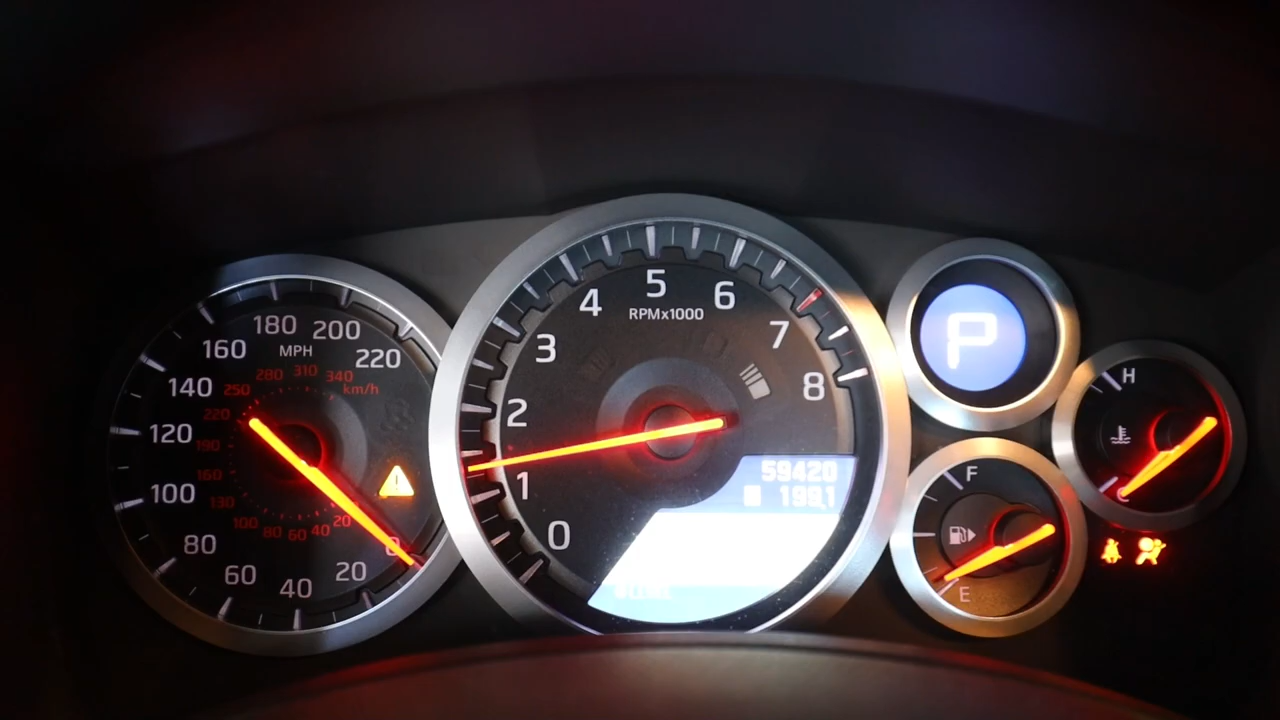 180 200
160 MPH 220
280 310 340
140 250 km/h
220
120 190
160
100 130
100 80 60 40 20
80 0
60 40 20
5
4 6
RPMx1000
3 7
2 8
1
0
59420
199.1
P
H
C
F
E